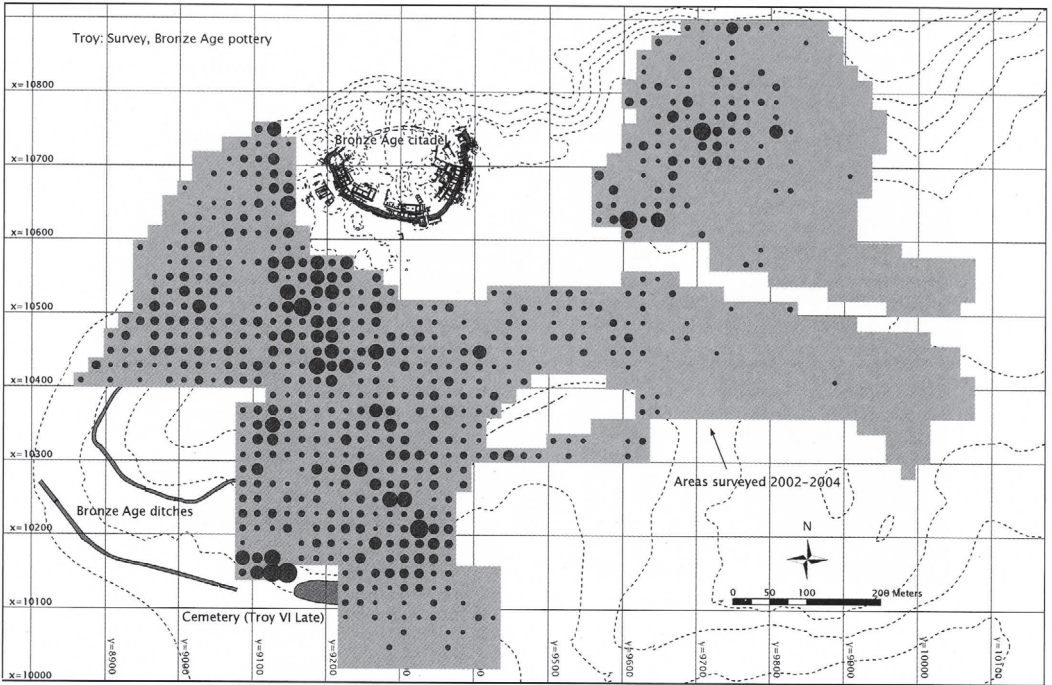 Troy: Survey, Bronze Age pottery
x=10800
Bronze Age citadel
x=10700
x=10600
x=10500
x=10400
x=10300
Areas surveyed 2002-2004
Bronze Age ditches
x=10200
N
0 50 100 200 Meters
x=10100
Cemetery (Troy VI Late)
y=8900
y=9000
y=9100
y=9200
00
y=9500
y=9600
y=9700
y=9800
y=9900
y=10000
y=10100
x=10000